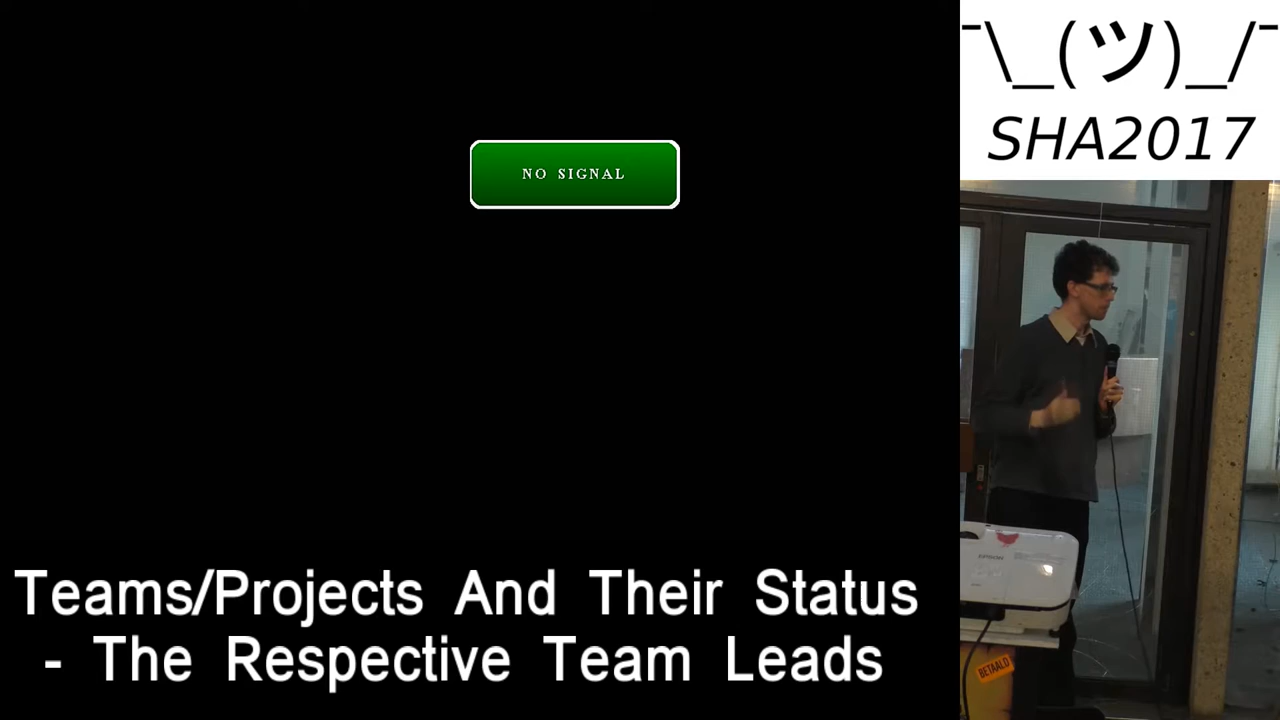 ¯\_(ツ)_/¯
SHA2017
NO SIGNAL
Teams/Projects And Their Status
- The Respective Team Leads
EPSON
BETAALD